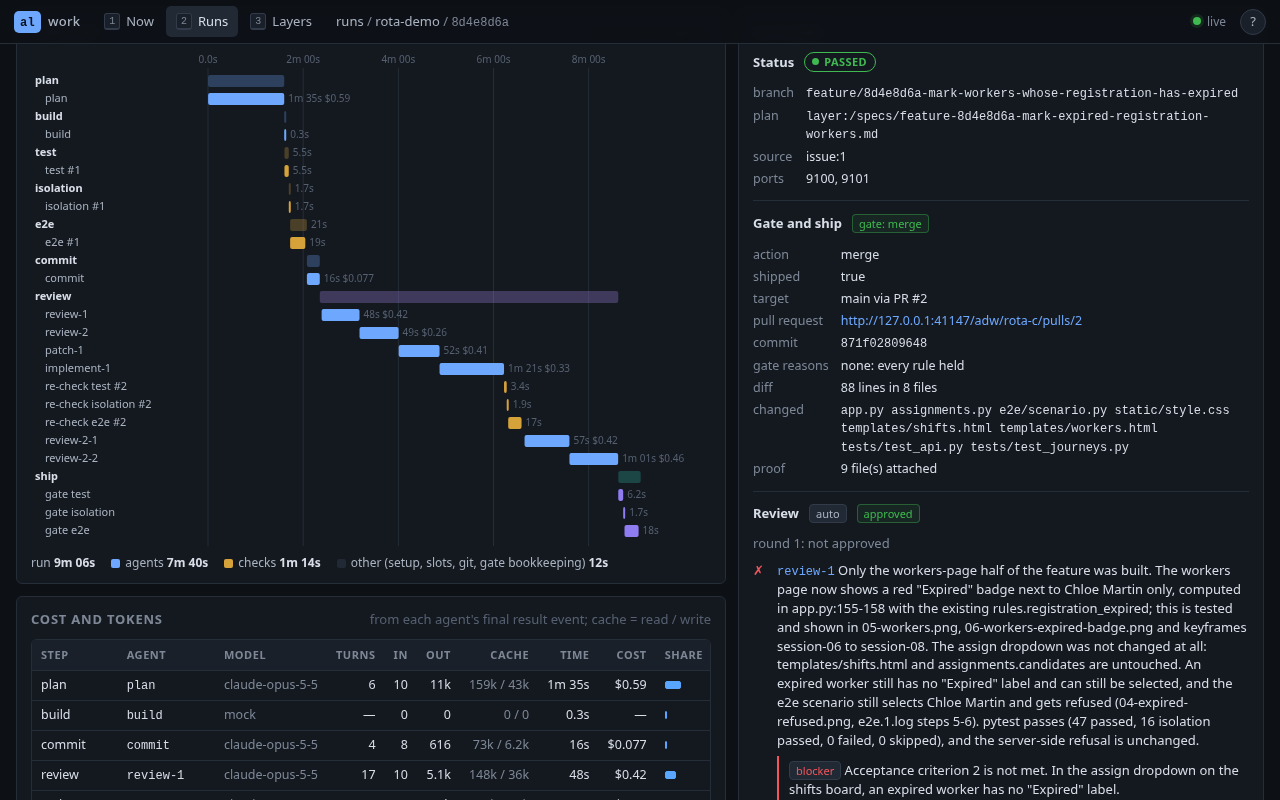 al work 1 Now 2 Runs 3 Layers runs / rota-demo / 8d4e8d6a live ?
0.0s 2m 00s 4m 00s 6m 00s 8m 00s
plan
plan 1m 35s $0.59
build
build 0.3s
test 5.5s
test #1 5.5s
isolation 1.7s
isolation #1 1.7s
e2e 21s
e2e #1 19s
commit
commit 16s $0.077
review
review-1 48s $0.42
review-2 49s $0.26
patch-1 52s $0.41
implement-1 1m 21s $0.33
re-check test #2 3.4s
re-check isolation #2 1.9s
re-check e2e #2 17s
review-2-1 57s $0.42
review-2-2 1m 01s $0.46
ship
gate test 6.2s
gate isolation 1.7s
gate e2e 18s
run 9m 06s agents 7m 40s checks 1m 14s other (setup, slots, git, gate bookkeeping) 12s
COST AND TOKENS from each agent's final result event; cache = read / write
STEP AGENT MODEL TURNS IN OUT CACHE TIME COST SHARE
plan plan claude-opus-5-5 6 10 11k 159k / 43k 1m 35s $0.59
build build mock — 0 0 0 / 0 0.3s —
commit commit claude-opus-5-5 4 8 616 73k / 6.2k 16s $0.077
review review-1 claude-opus-5-5 17 10 5.1k 148k / 36k 48s $0.42
Status PASSED
branch feature/8d4e8d6a-mark-workers-whose-registration-has-expired
plan layer:/specs/feature-8d4e8d6a-mark-expired-registration-
workers.md
source issue:1
ports 9100, 9101
Gate and ship gate: merge
action merge
shipped true
target main via PR #2
pull request http://127.0.0.1:41147/adw/rota-c/pulls/2
commit 871f02809648
gate reasons none: every rule held
diff 88 lines in 8 files
changed app.py assignments.py e2e/scenario.py static/style.css
templates/shifts.html templates/workers.html
tests/test_api.py tests/test_journeys.py
proof 9 file(s) attached
Review auto approved
round 1: not approved
✗ review-1 Only the workers-page half of the feature was built. The workers
page now shows a red "Expired" badge next to Chloe Martin only, computed
in app.py:155-158 with the existing rules.registration_expired; this is tested
and shown in 05-workers.png, 06-workers-expired-badge.png and keyframes
session-06 to session-08. The assign dropdown was not changed at all:
templates/shifts.html and assignments.candidates are untouched. An
expired worker still has no "Expired" label and can still be selected, and the
e2e scenario still selects Chloe Martin and gets refused (04-expired-
refused.png, e2e.1.log steps 5-6). pytest passes (47 passed, 16 isolation
passed, 0 failed, 0 skipped), and the server-side refusal is unchanged.
blocker Acceptance criterion 2 is not met. In the assign dropdown on the
shifts board, an expired worker has no "Expired" label.